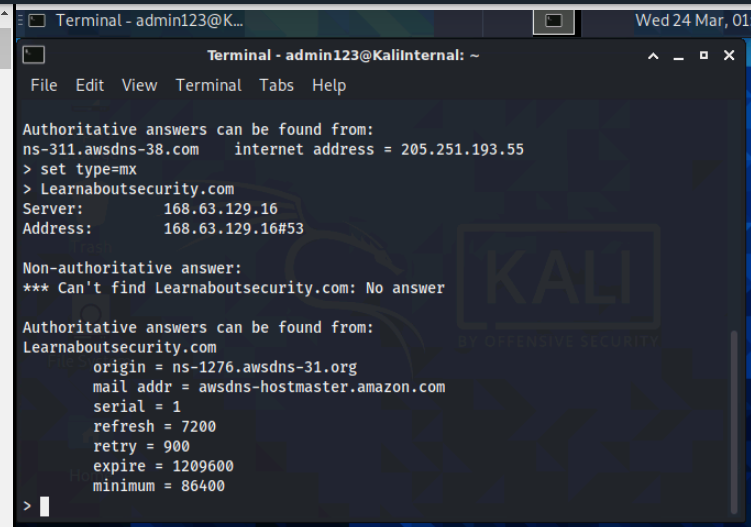 Terminal - admin123@K...
Wed 24 Mar, 01
Terminal - admin123@KaliInternal: ~
File Edit View Terminal Tabs Help
Authoritative answers can be found from:
ns-311.awsdns-38.com    internet address = 205.251.193.55
> set type=mx
> Learnaboutsecurity.com
Server:         168.63.129.16
Address:        168.63.129.16#53
Non-authoritative answer:
*** Can't find Learnaboutsecurity.com: No answer
Authoritative answers can be found from:
Learnaboutsecurity.com
        origin = ns-1276.awsdns-31.org
        mail addr = awsdns-hostmaster.amazon.com
        serial = 1
        refresh = 7200
        retry = 900
        expire = 1209600
        minimum = 86400
>
KALI
BY OFFENSIVE SECURITY